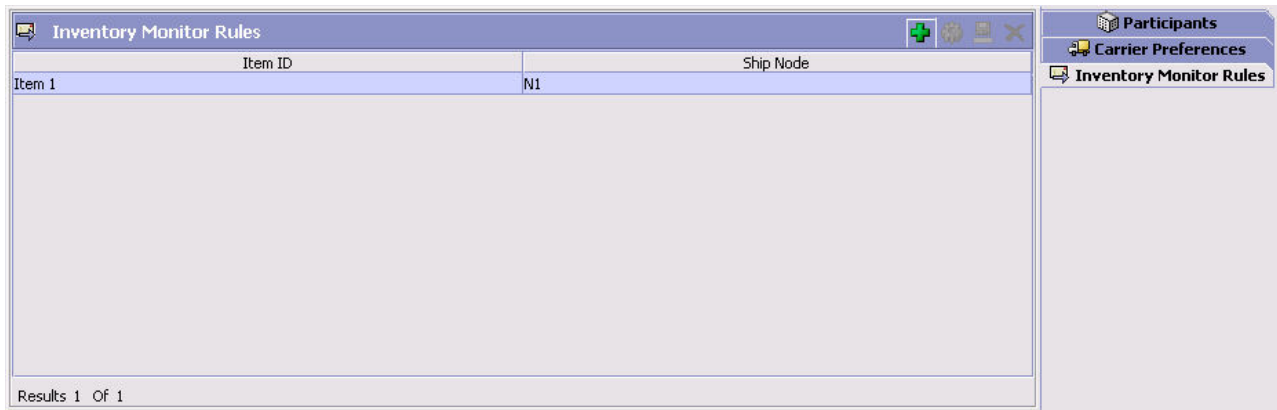 Inventory Monitor Rules
Item ID Ship Node
Item 1 N1
Results 1 Of 1
Participants
Carrier Preferences
Inventory Monitor Rules